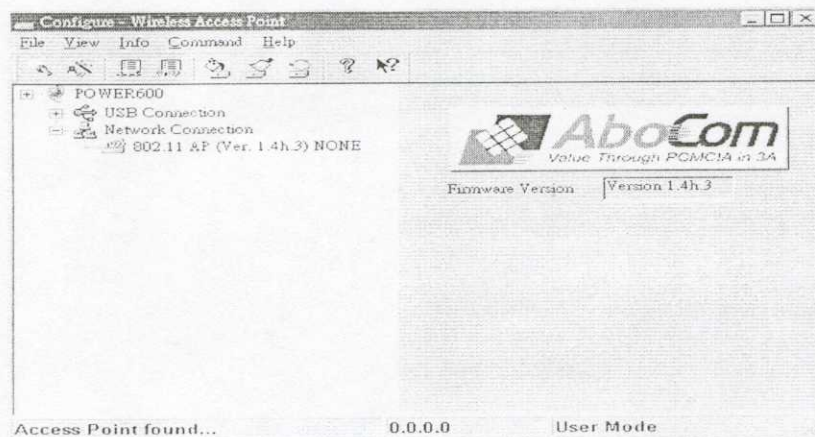 Configure - Wireless Access Point
File View Info Command Help
POWER600
USB Connection
Network Connection
802.11 AP (Ver. 1.4h.3) NONE
AboCom
Value Through PCMCIA in 3A
Firmware Version Version 1.4h.3
Access Point found... 0.0.0.0 User Mode